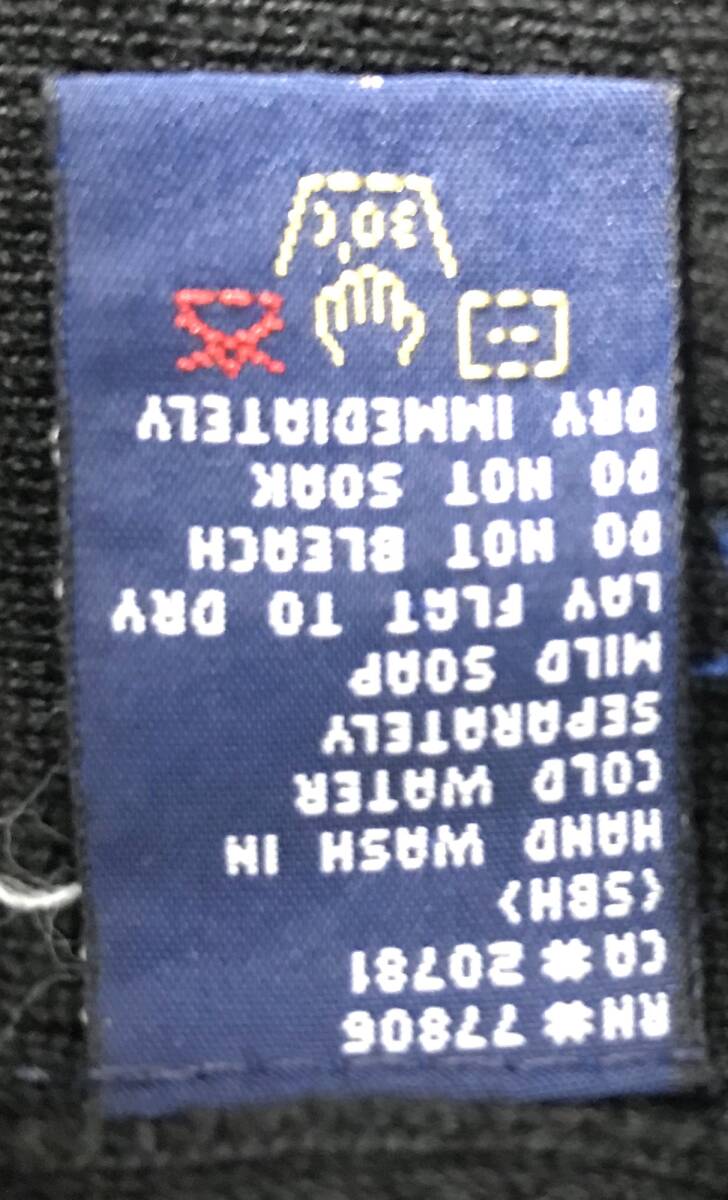 RN# 77806
CA# 20781
<SBH>
HAND WASH IN
COLD WATER
SEPARATELY
MILD SOAP
LAY FLAT TO DRY
DO NOT BLEACH
DO NOT SOAK
DRY IMMEDIATELY
30°C